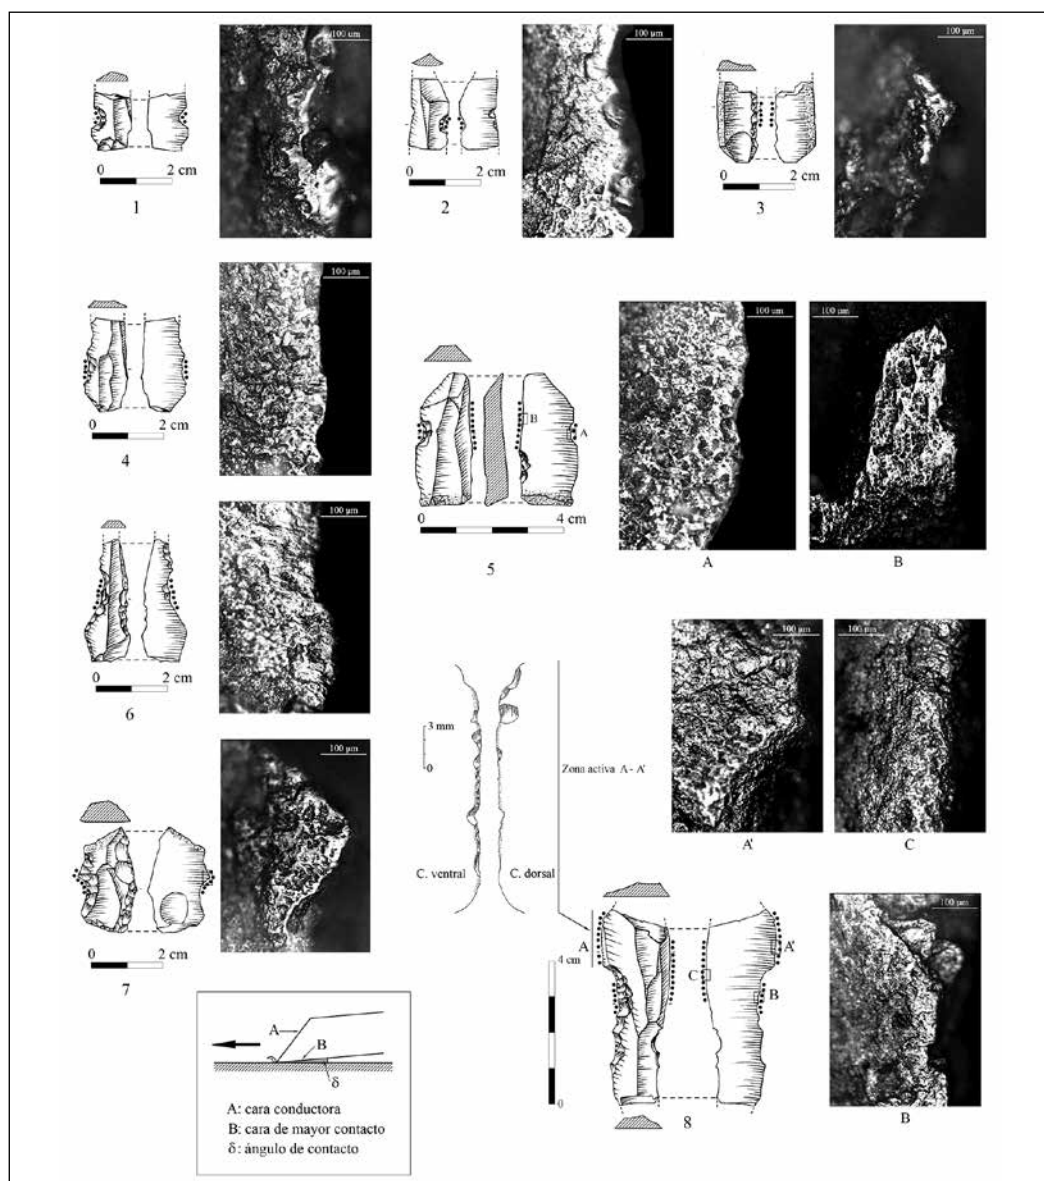 100 µm
0 2 cm
1
100 µm
0 2 cm
2
100 µm
0 2 cm
3
100 µm
0 2 cm
4
100 µm
100 µm
B
A
0 4 cm
5
A
B
100 µm
0 2 cm
6
100 µm
100 µm
3 mm
0
Zona activa A - A'
A'
C
100 µm
0 2 cm
7
C. ventral
C. dorsal
A
A'
C
B
4 cm
0
8
100 µm
B
A
B
δ
A: cara conductora
B: cara de mayor contacto
δ: ángulo de contacto